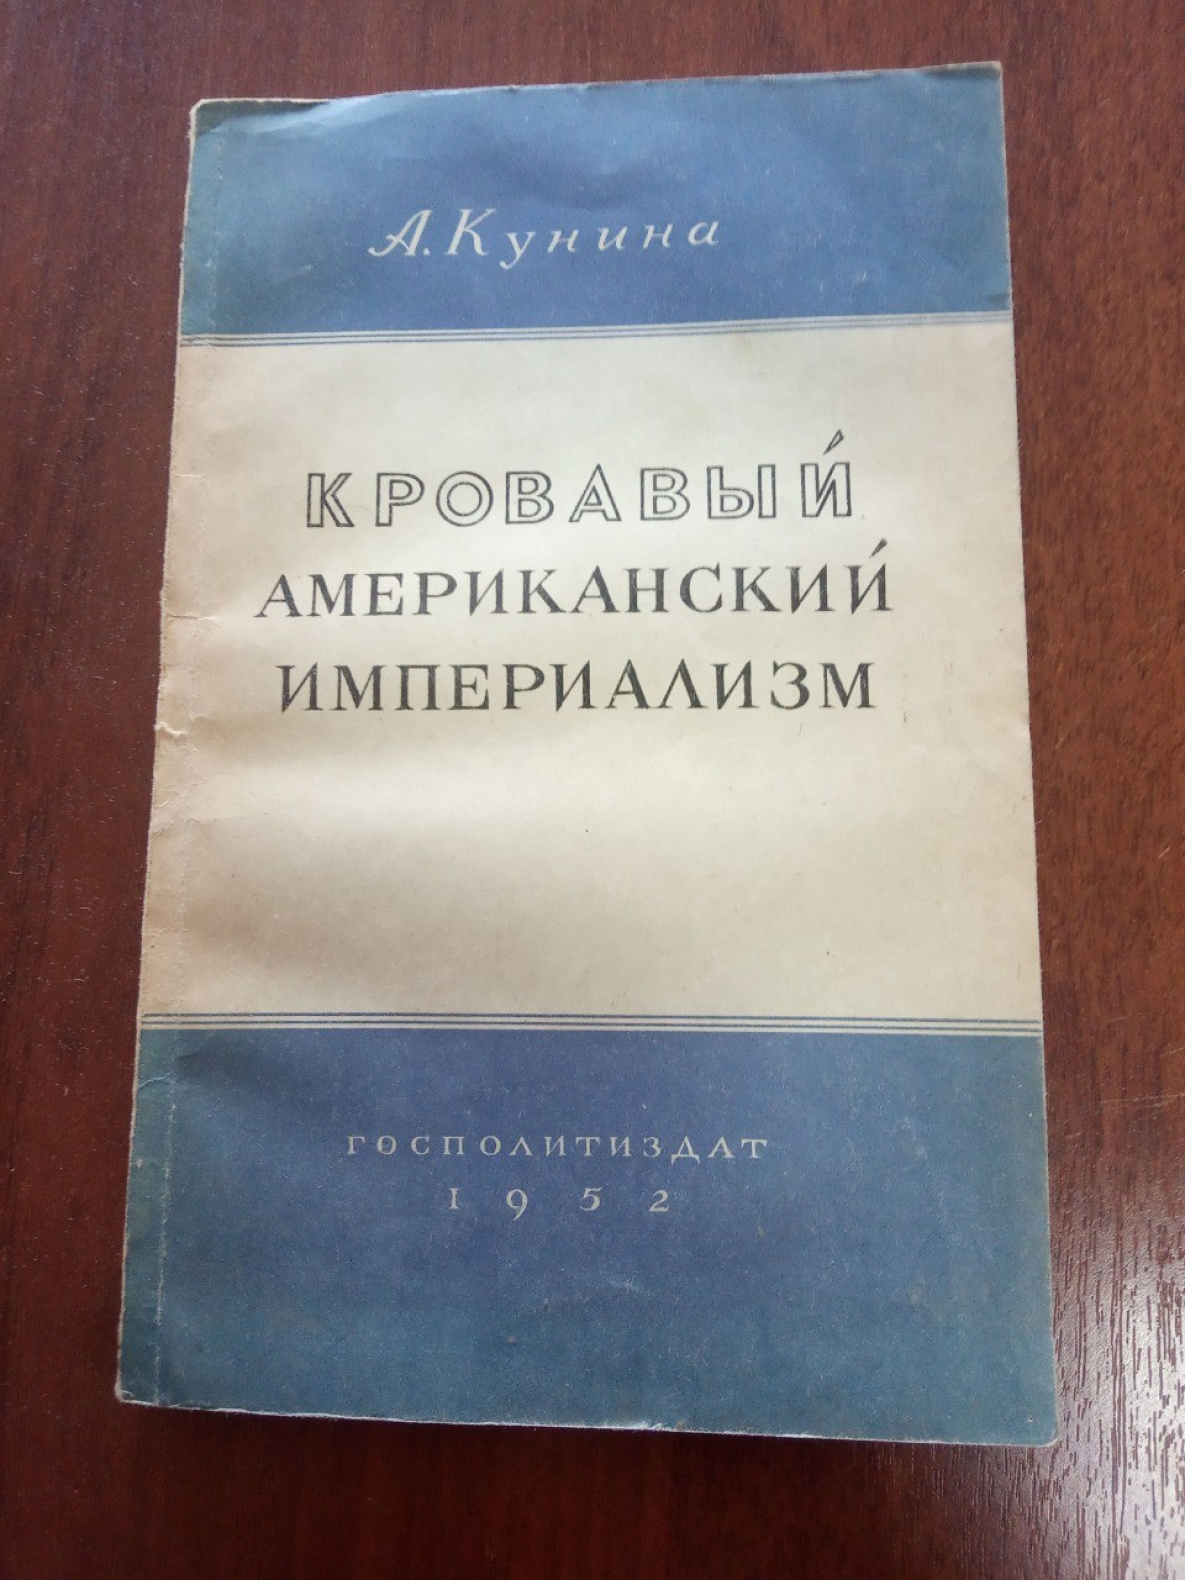 А. Кунина
КРОВАВЫЙ
АМЕРИКАНСКИЙ
ИМПЕРИАЛИЗМ
ГОСПОЛИТИЗДАТ
1952